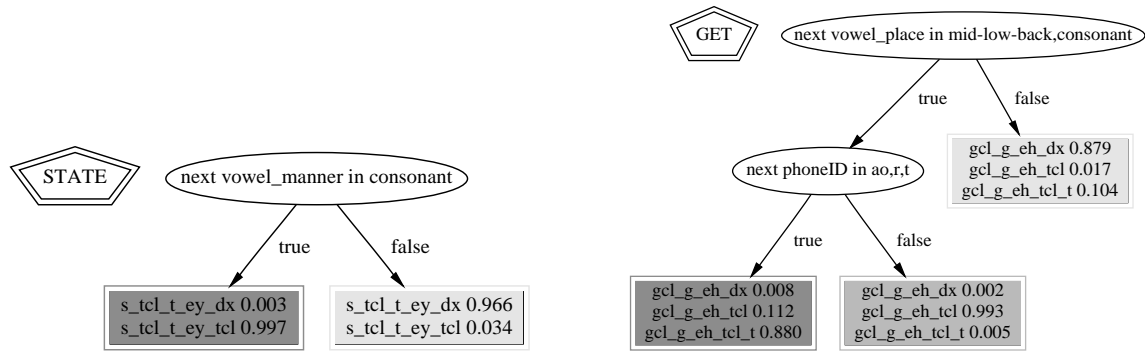 STATE
next vowel_manner in consonant
true
false
s_tcl_t_ey_dx 0.003
s_tcl_t_ey_tcl 0.997
s_tcl_t_ey_dx 0.966
s_tcl_t_ey_tcl 0.034
GET
next vowel_place in mid-low-back,consonant
true
false
next phoneID in ao,r,t
gcl_g_eh_dx 0.879
gcl_g_eh_tcl 0.017
gcl_g_eh_tcl_t 0.104
true
false
gcl_g_eh_dx 0.008
gcl_g_eh_tcl 0.112
gcl_g_eh_tcl_t 0.880
gcl_g_eh_dx 0.002
gcl_g_eh_tcl 0.993
gcl_g_eh_tcl_t 0.005